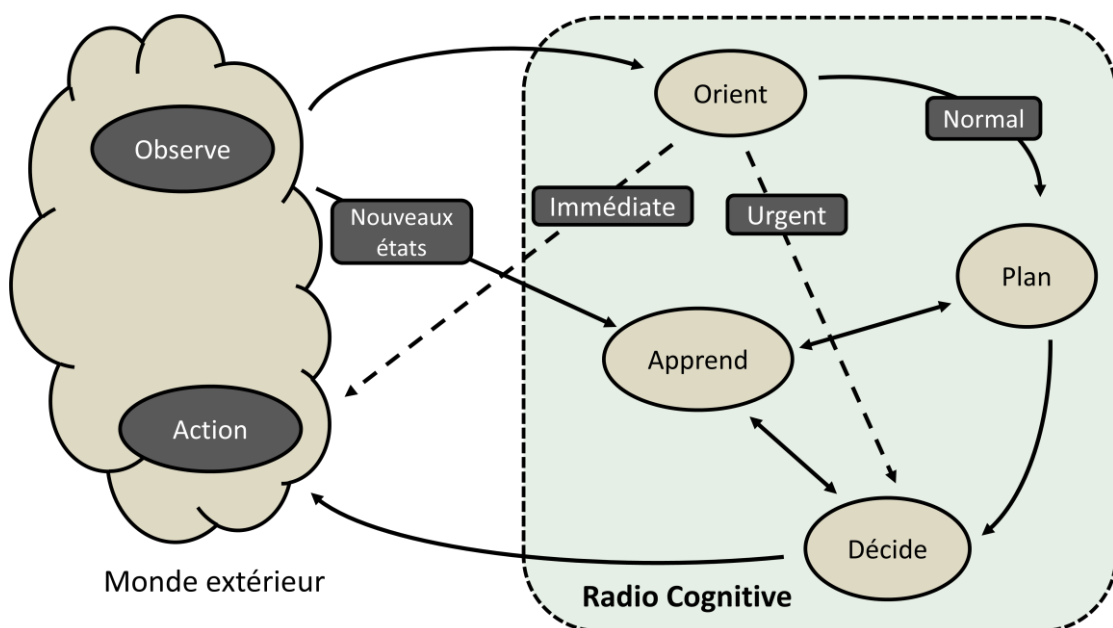 Orient
Normal
Observe
Immédiate
Urgent
Nouveaux
états
Plan
Apprend
Action
Décide
Monde extérieur
Radio Cognitive